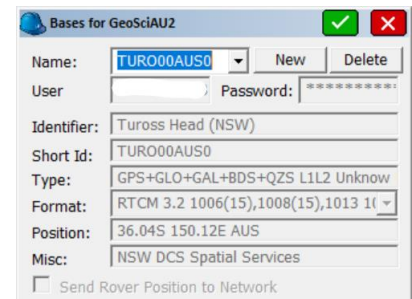 Bases for GeoSciAU2
Name: TURO00AUS0 New Delete
User Password: **********
Identifier: Tuross Head (NSW)
Short Id: TURO00AUS0
Type: GPS+GLO+GAL+BDS+QZS L1L2 Unknow
Format: RTCM 3.2 1006(15),1008(15),1013
Position: 36.04S 150.12E AUS
Misc: NSW DCS Spatial Services
Send Rover Position to Network